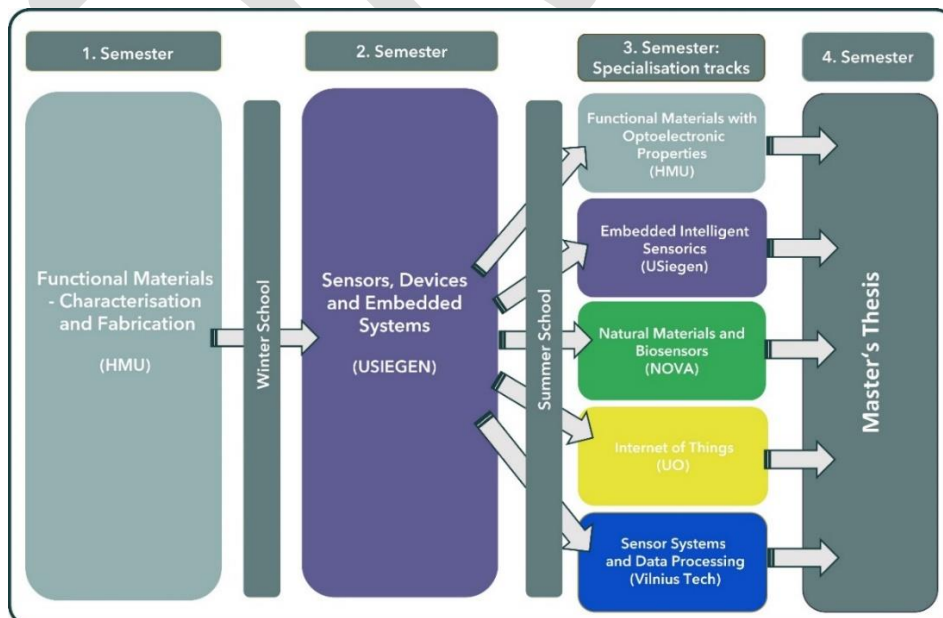 1. Semester
2. Semester
3. Semester:
Specialisation tracks
4. Semester
Functional Materials
- Characterisation
and Fabrication
(HMU)
Winter School
Sensors, Devices
and Embedded
Systems
(USIEGEN)
Summer School
Functional Materials with
Optoelectronic
Properties
(HMU)
Embedded Intelligent
Sensorics
(USiegen)
Natural Materials and
Biosensors
(NOVA)
Internet of Things
(UO)
Sensor Systems
and Data Processing
(Vilnius Tech)
Master's Thesis